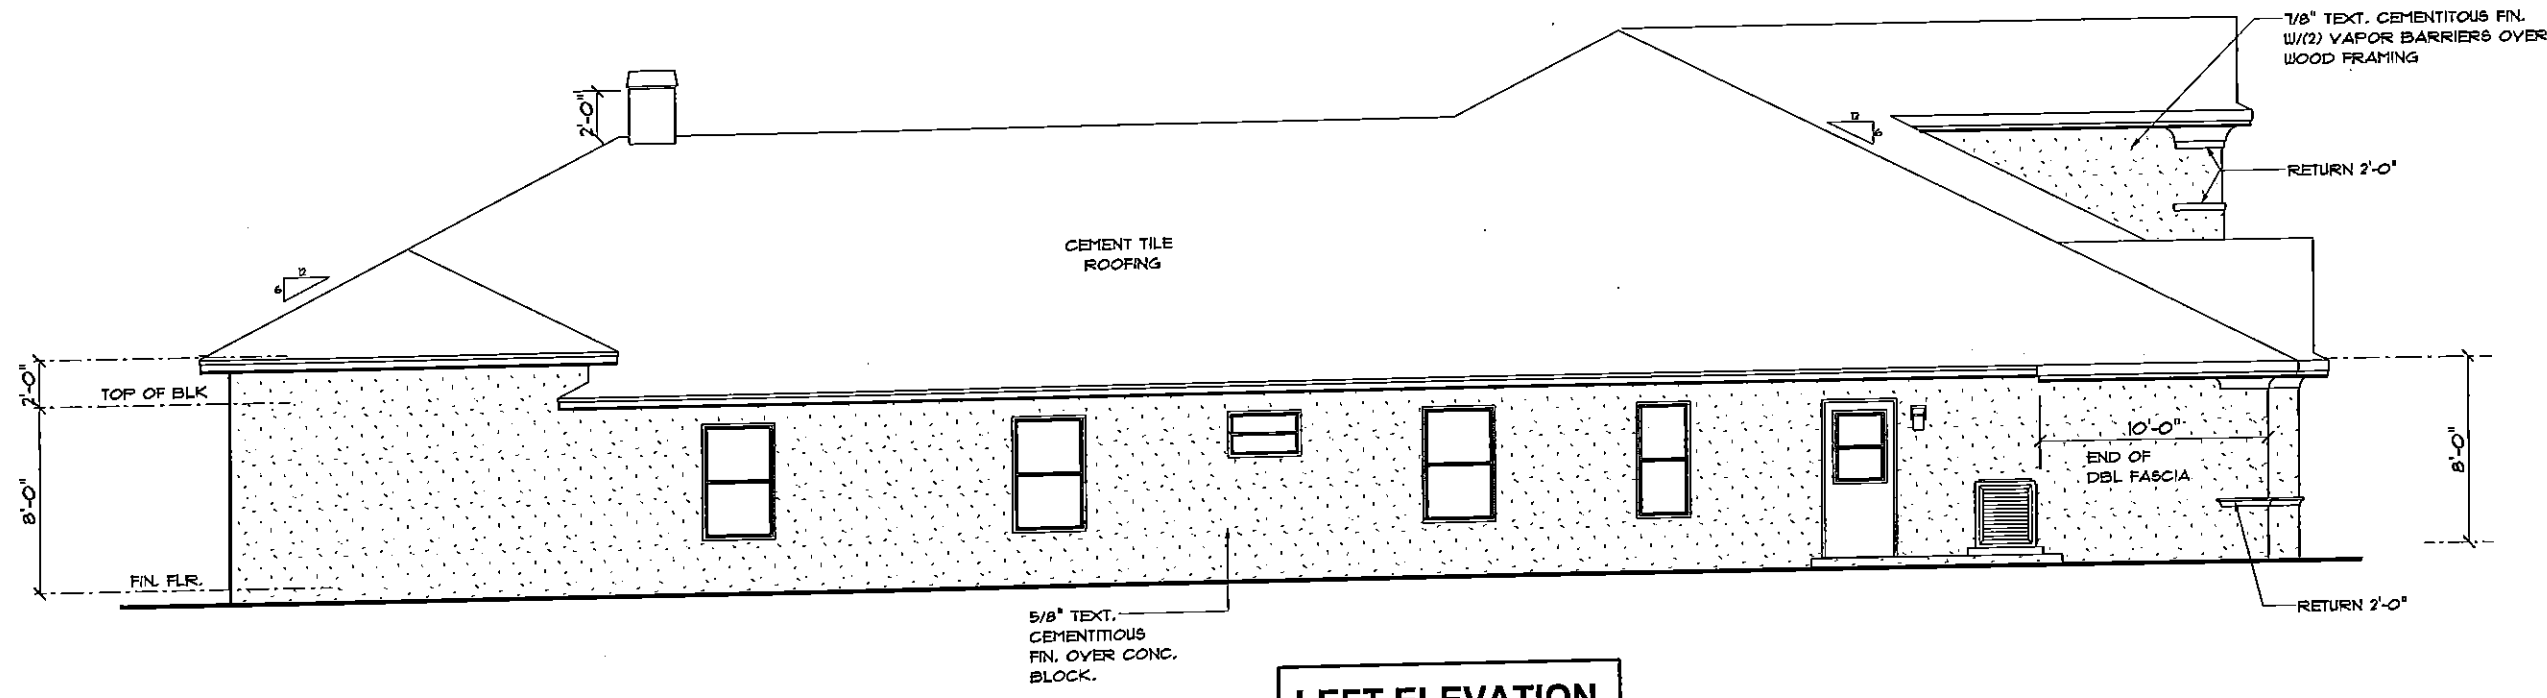 7/8" TEXT. CEMENTITOUS FIN.
W/(2) VAPOR BARRIERS OVER
WOOD FRAMING
2'-0"
12
6
RETURN 2'-0"
CEMENT TILE
ROOFING
12
6
2'-0"
TOP OF BLK
8'-0"
FIN. FLR.
10'-0"
END OF
DBL FASCIA
8'-0"
5/8" TEXT.
CEMENTITIOUS
FIN. OVER CONC.
BLOCK.
RETURN 2'-0"
LEFT ELEVATION